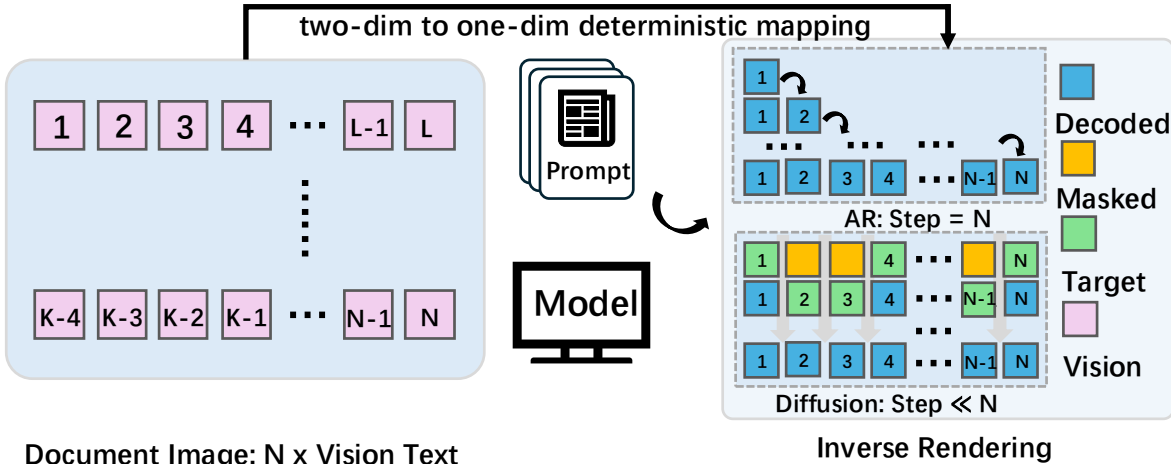 two-dim to one-dim deterministic mapping
1 2 3 4 ... L-1 L
K-4 K-3 K-2 K-1 ... N-1 N
Document Image: N x Vision Text
Prompt
Model
1
1 2
... ... ...
1 2 3 4 ... N-1 N
AR: Step = N
1 4 ... N
1 2 3 4 ... N-1 N
...
1 2 3 4 ... N-1 N
Diffusion: Step ≪ N
Inverse Rendering
Decoded
Masked
Target
Vision